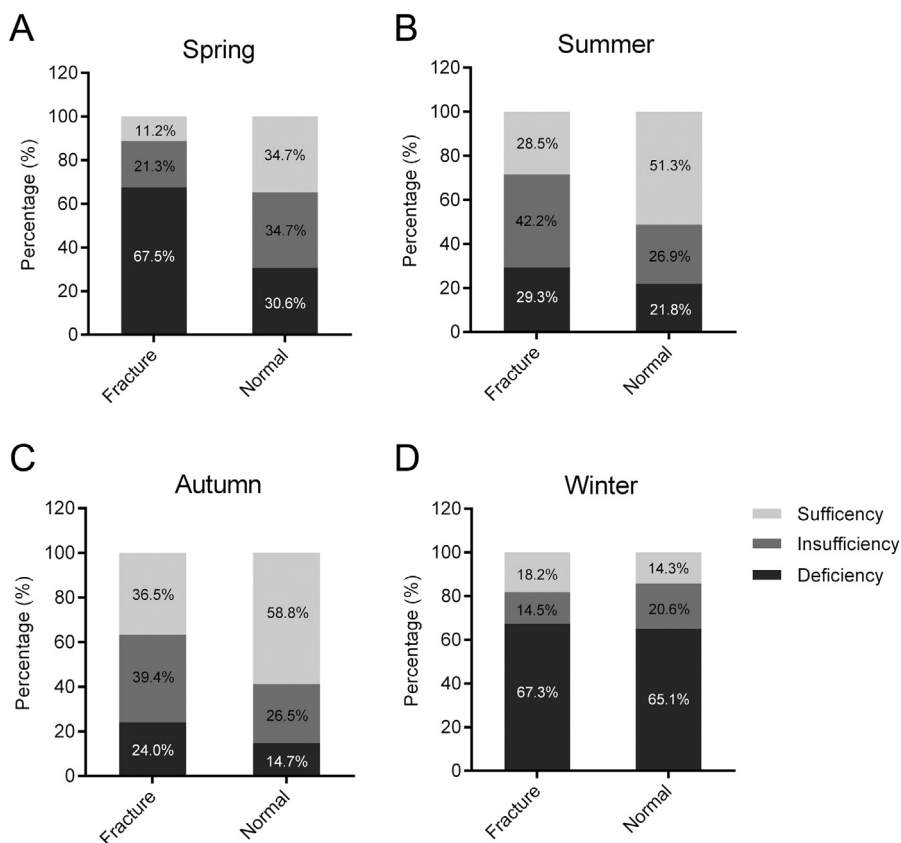 A
Spring
Percentage (%)
120
100
80
60
40
20
0
11.2%
21.3%
67.5%
34.7%
34.7%
30.6%
Fracture
Normal
B
Summer
Percentage (%)
120
100
80
60
40
20
0
28.5%
42.2%
29.3%
51.3%
26.9%
21.8%
Fracture
Normal
C
Autumn
Percentage (%)
120
100
80
60
40
20
0
36.5%
39.4%
24.0%
58.8%
26.5%
14.7%
Fracture
Normal
D
Winter
Percentage (%)
120
100
80
60
40
20
0
18.2%
14.5%
67.3%
14.3%
20.6%
65.1%
Fracture
Normal
Sufficency
Insufficiency
Deficiency